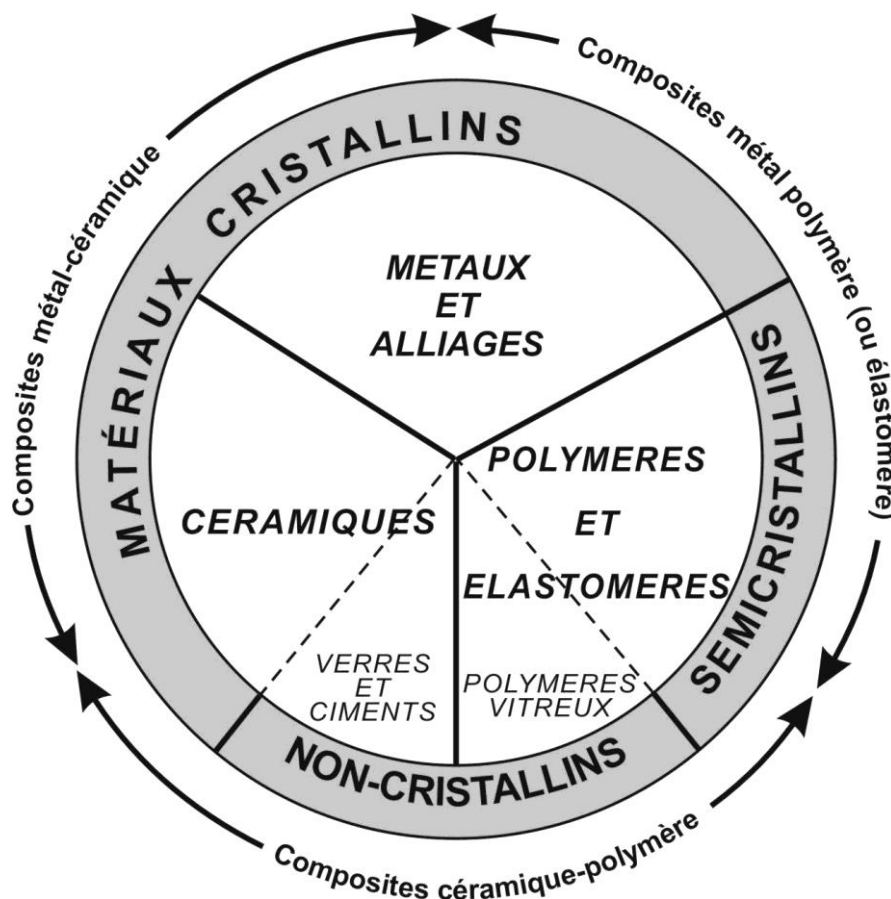 Composites métal-céramique
Composites métal polymère (ou élastomère)
MATÉRIAUX CRISTALLINS
METAUX
ET
ALLIAGES
SEMICRISTALLINS
POLYMERES
ET
ELASTOMERES
CERAMIQUES
VERRES
ET
CIMENTS
POLYMERES
VITREUX
NON-CRISTALLINS
Composites céramique-polymère